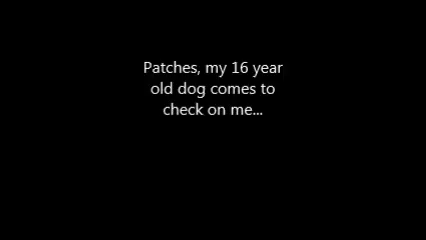 Patches, my 16 year
old dog comes to
check on me...